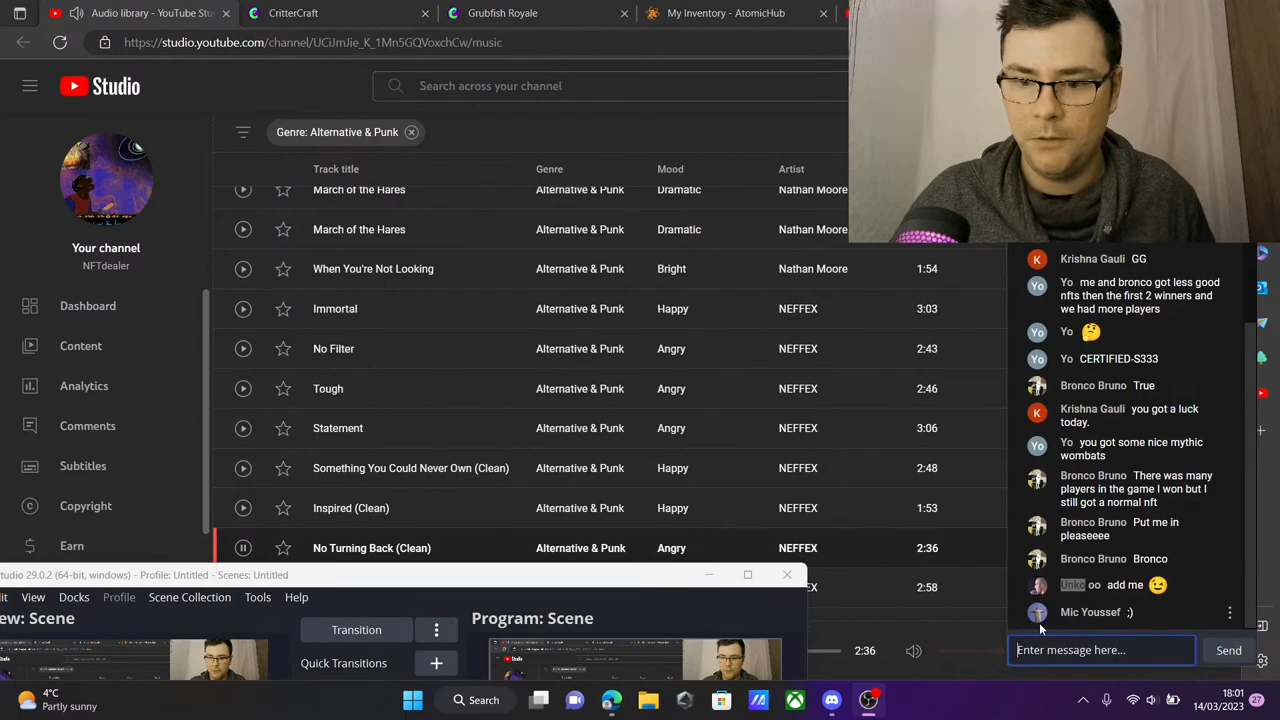 Audio library - YouTube Stu
CritterCraft
Girlsfish Royale
My Inventory - AtomicHub
https://studio.youtube.com/channel/UCiJmJie_K_1Mn5GQVoxchCw/music
Studio
Search across your channel
Genre: Alternative & Punk
Track title Genre Mood Artist
March of the Hares Alternative & Punk Dramatic Nathan Moore
March of the Hares Alternative & Punk Dramatic Nathan Moore
When You're Not Looking Alternative & Punk Bright Nathan Moore 1:54
Immortal Alternative & Punk Happy NEFFEX 3:03
No Filter Alternative & Punk Angry NEFFEX 2:43
Tough Alternative & Punk Angry NEFFEX 2:46
Statement Alternative & Punk Angry NEFFEX 3:06
Something You Could Never Own (Clean) Alternative & Punk Happy NEFFEX 2:48
Inspired (Clean) Alternative & Punk Happy NEFFEX 1:53
No Turning Back (Clean) Alternative & Punk Angry NEFFEX 2:36
2:58
Your channel
NFTdealer
Dashboard
Content
Analytics
Comments
Subtitles
Copyright
Earn
K Krishna Gauli GG
Yo Yo me and bronco got less good
nfts then the first 2 winners and
we had more players
Yo Yo 🤔
Yo Yo CERTIFIED-S333
Bronco Bruno True
K Krishna Gauli you got a luck
today.
Yo Yo you got some nice mythic
wombats
Bronco Bruno There was many
players in the game I won but I
still got a normal nft
Bronco Bruno Put me in
pleaseeee
Bronco Bruno Bronco
Unko oo add me 😉
Mic Youssef ;)
Enter message here...
Send
tudio 29.0.2 (64-bit, windows) - Profile: Untitled - Scenes: Untitled
lit View Docks Profile Scene Collection Tools Help
ew: Scene
Transition
Program: Scene
Quick Transitions
2:36
4°C
Partly sunny
Search
18:01
14/03/2023
27